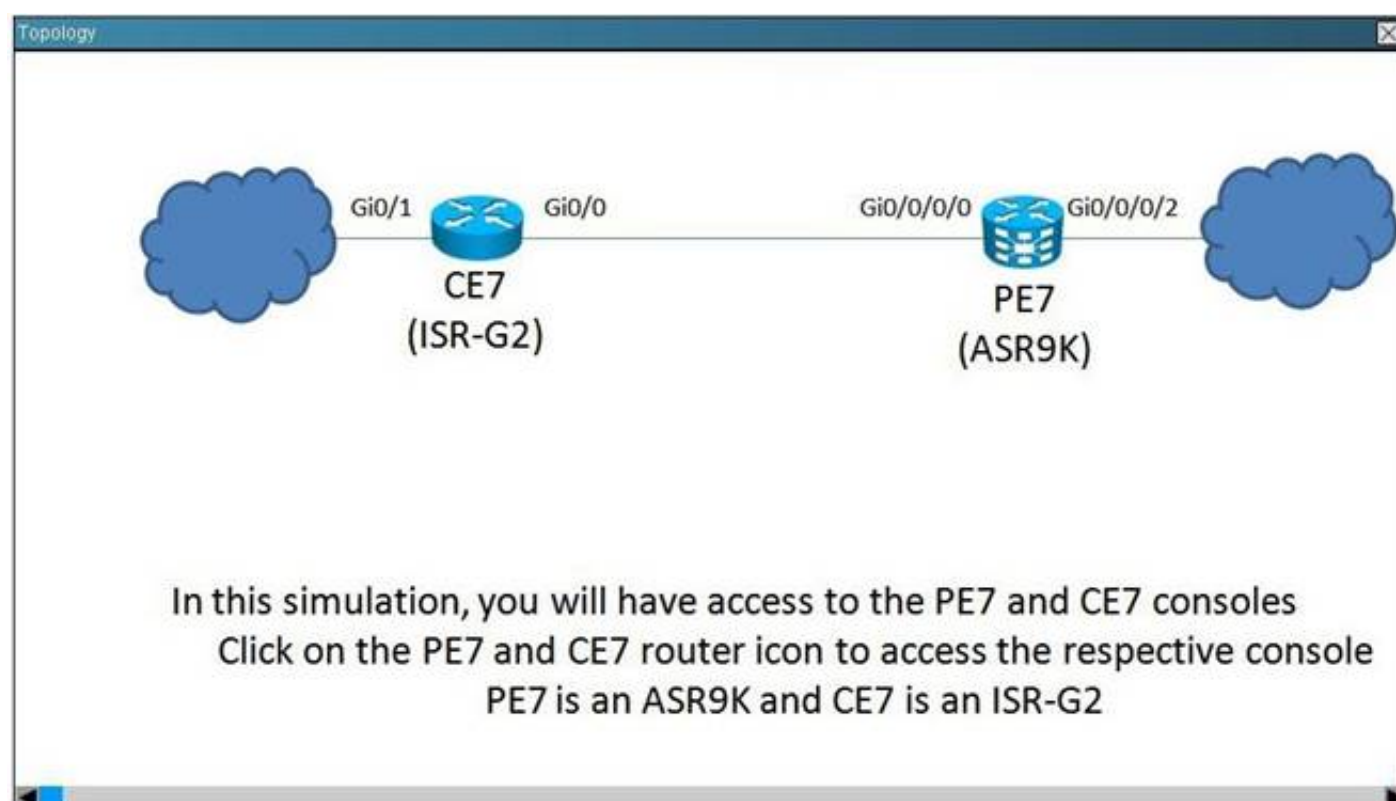 Topology
Gi0/1
Gi0/0
Gi0/0/0/0
Gi0/0/0/2
CE7
(ISR-G2)
PE7
(ASR9K)
In this simulation, you will have access to the PE7 and CE7 consoles
Click on the PE7 and CE7 router icon to access the respective console
PE7 is an ASR9K and CE7 is an ISR-G2